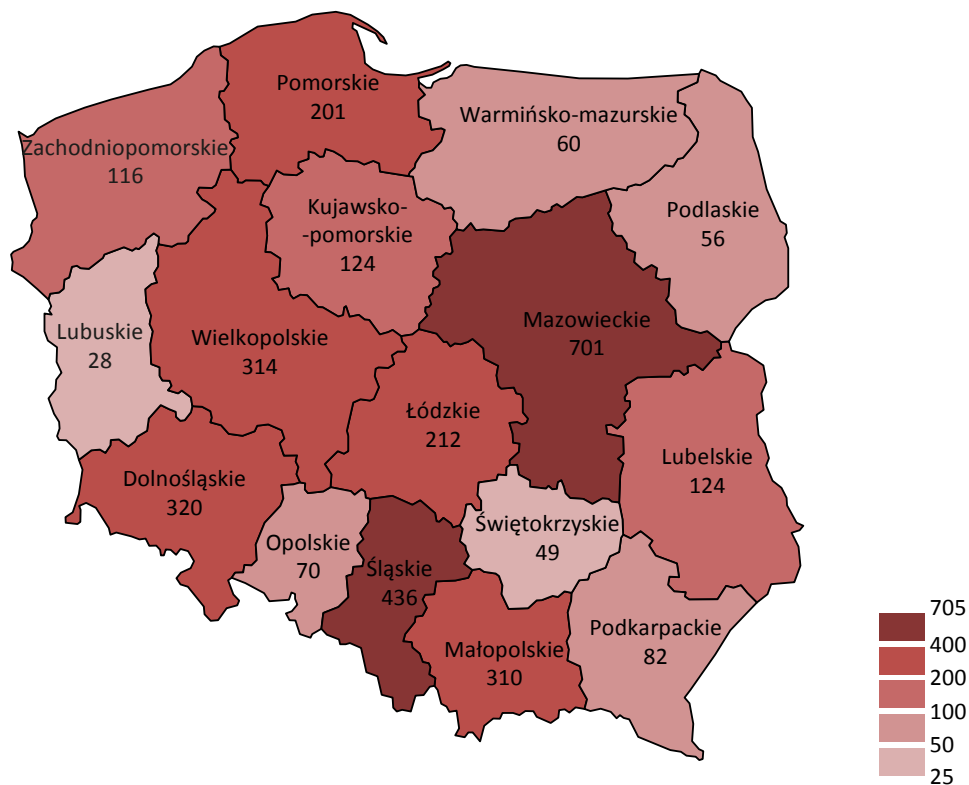 Pomorskie
201
Warmińsko-mazurskie
60
Zachodniopomorskie
116
Kujawsko-
-pomorskie
124
Podlaskie
56
Mazowieckie
701
Lubuskie
28
Wielkopolskie
314
Łódzkie
212
Lubelskie
124
Dolnośląskie
320
Opolskie
70
Śląskie
436
Świętokrzyskie
49
Małopolskie
310
Podkarpackie
82
705
400
200
100
50
25